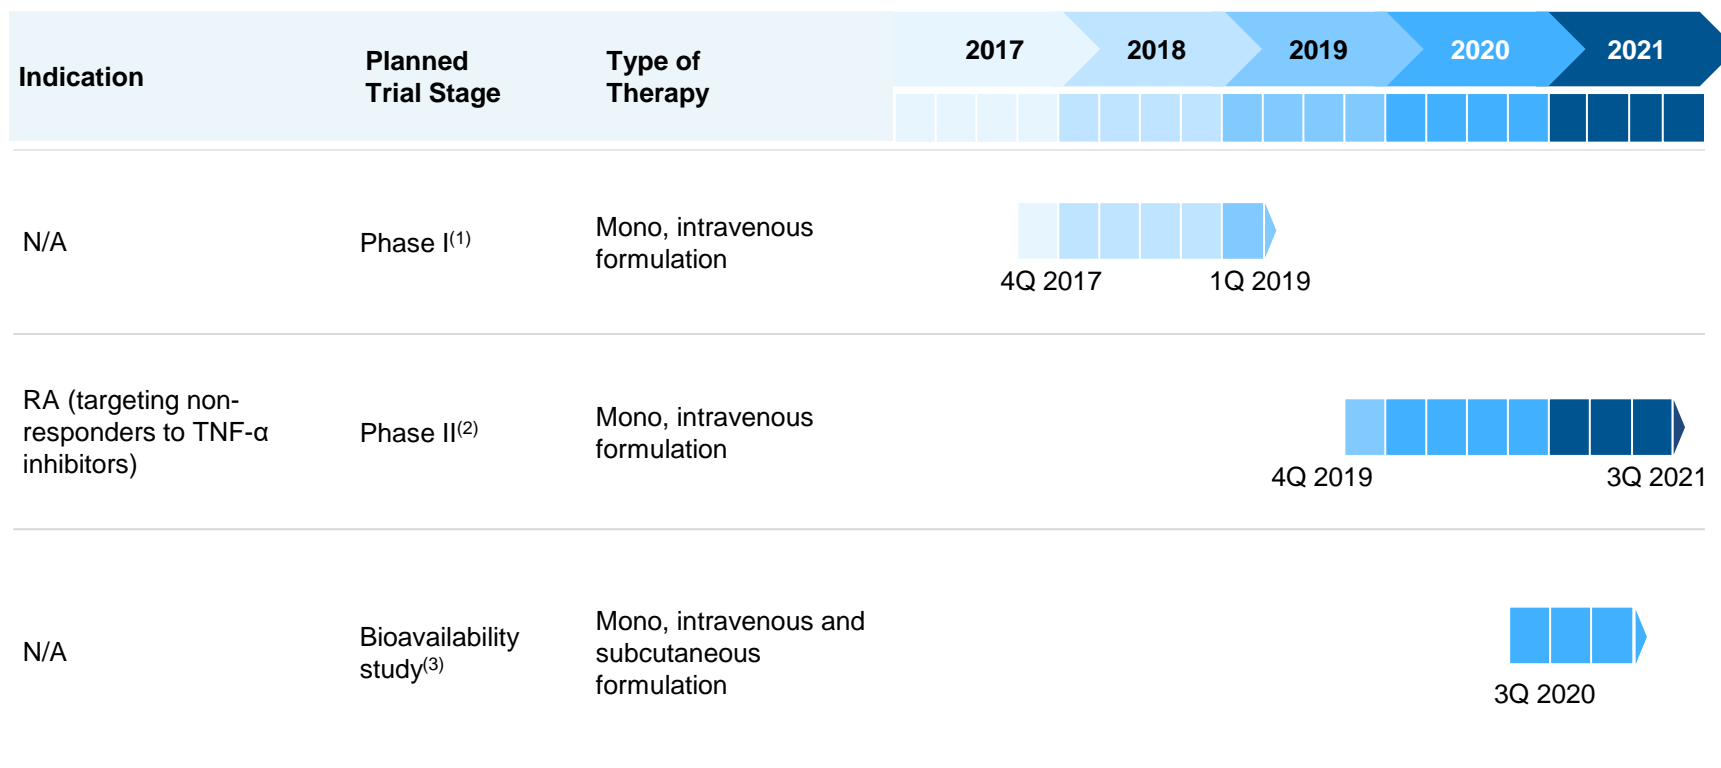 Indication
Planned
Trial Stage
Type of
Therapy
2017
2018
2019
2020
2021
N/A
Phase I(1)
Mono, intravenous
formulation
4Q 2017
1Q 2019
RA (targeting non-
responders to TNF-α
inhibitors)
Phase II(2)
Mono, intravenous
formulation
4Q 2019
3Q 2021
N/A
Bioavailability
study(3)
Mono, intravenous and
subcutaneous
formulation
3Q 2020